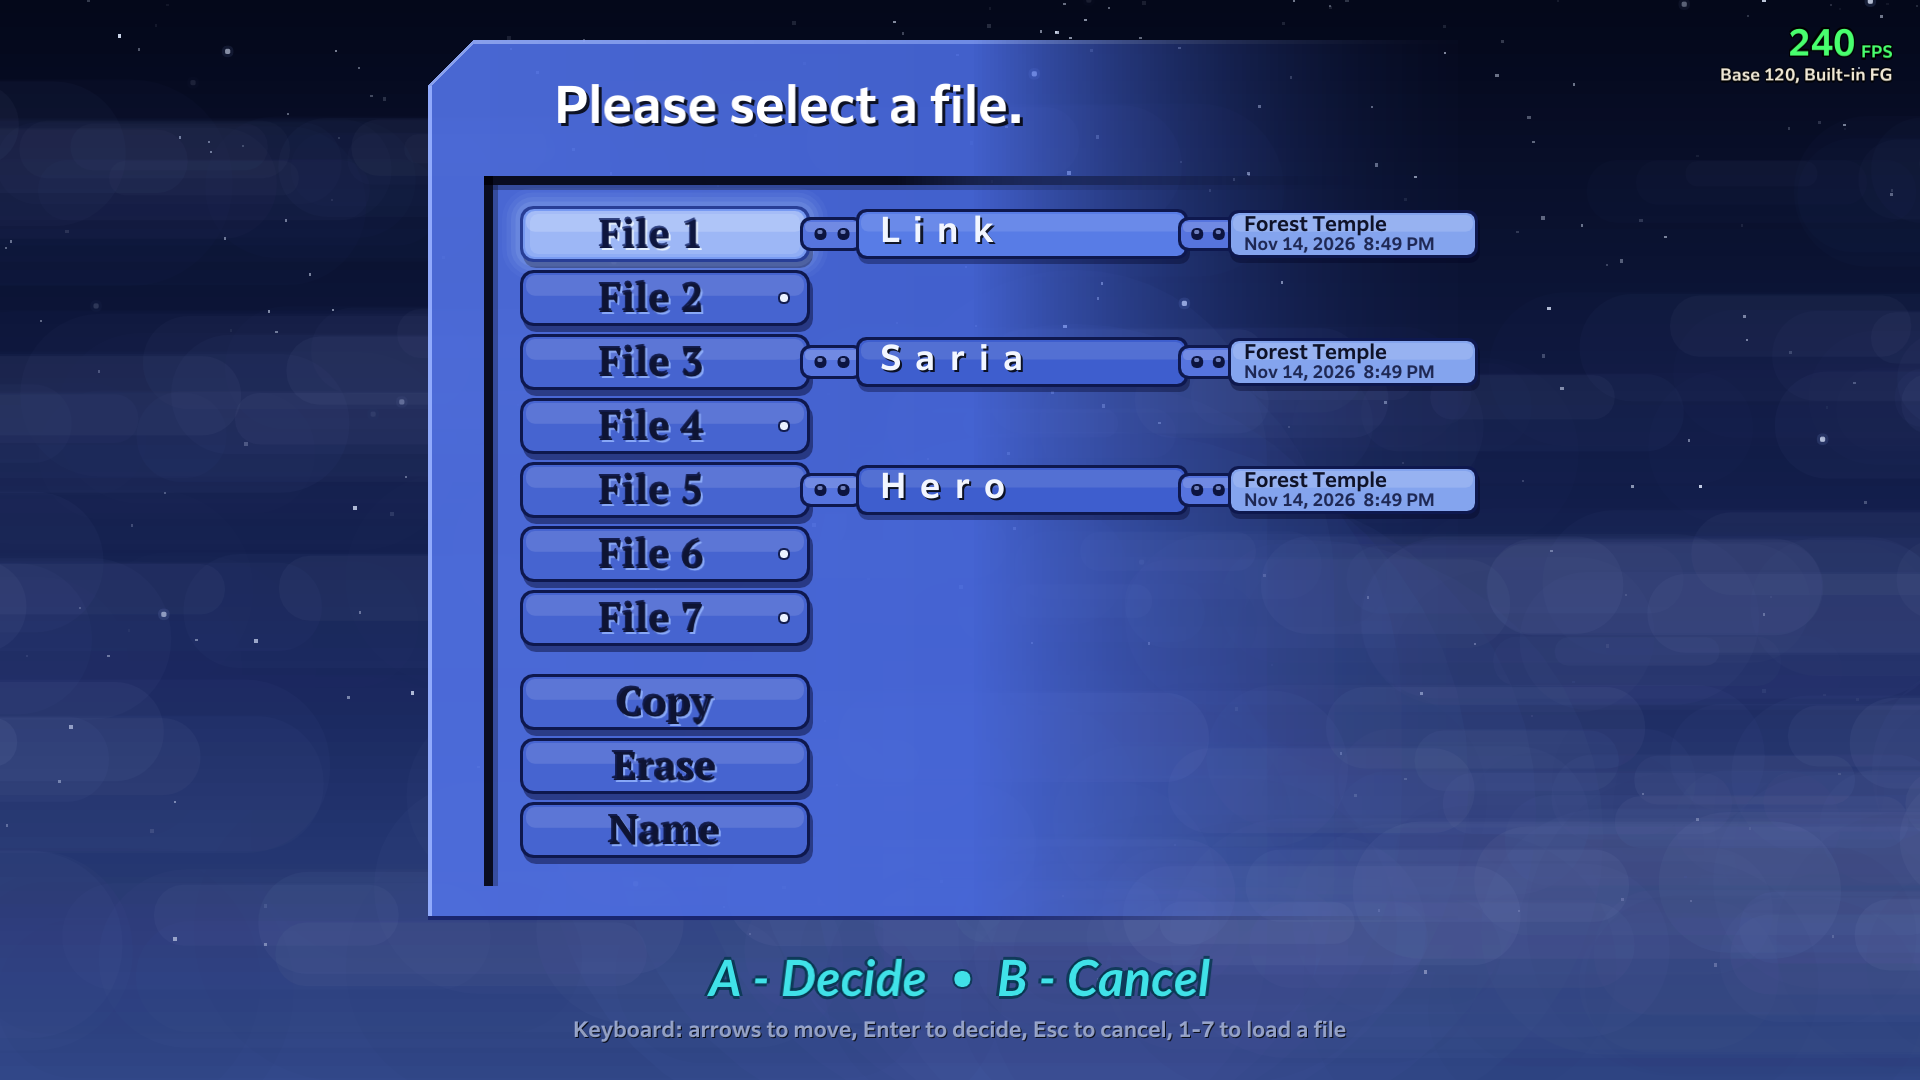 240 FPS
Base 120, Built-in FG
Please select a file.
File 1 Link Forest Temple
Nov 14, 2026 8:49 PM
File 2
File 3 Saria Forest Temple
Nov 14, 2026 8:49 PM
File 4
File 5 Hero Forest Temple
Nov 14, 2026 8:49 PM
File 6
File 7
Copy
Erase
Name
A - Decide • B - Cancel
Keyboard: arrows to move, Enter to decide, Esc to cancel, 1-7 to load a file